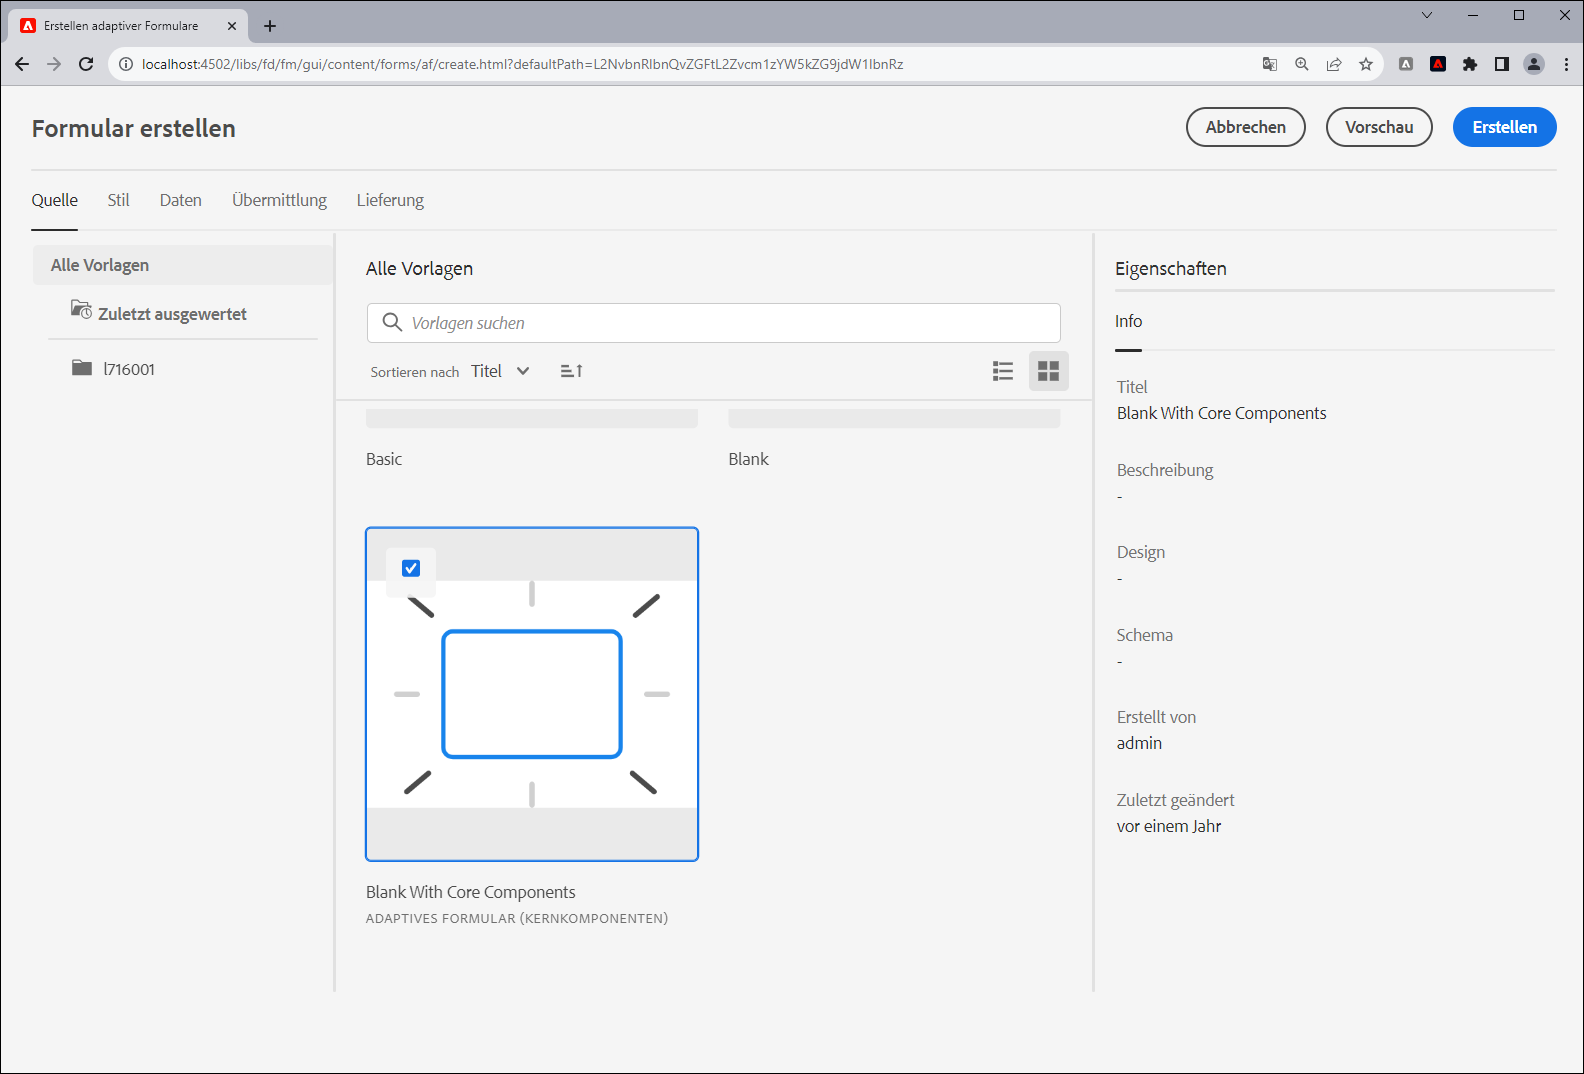 Erstellen adaptiver Formulare
localhost:4502/libs/fd/fm/gui/content/forms/af/create.html?defaultPath=L2NvbnRlbnQvZGFtL2Zvcm1zYW5kZG9jdW1lbnRz
Formular erstellen
Abbrechen
Vorschau
Erstellen
Quelle
Stil
Daten
Übermittlung
Lieferung
Alle Vorlagen
Zuletzt ausgewertet
l716001
Alle Vorlagen
Vorlagen suchen
Sortieren nach Titel
Basic
Blank
Blank With Core Components
ADAPTIVES FORMULAR (KERNKOMPONENTEN)
Eigenschaften
Info
Titel
Blank With Core Components
Beschreibung
-
Design
-
Schema
-
Erstellt von
admin
Zuletzt geändert
vor einem Jahr